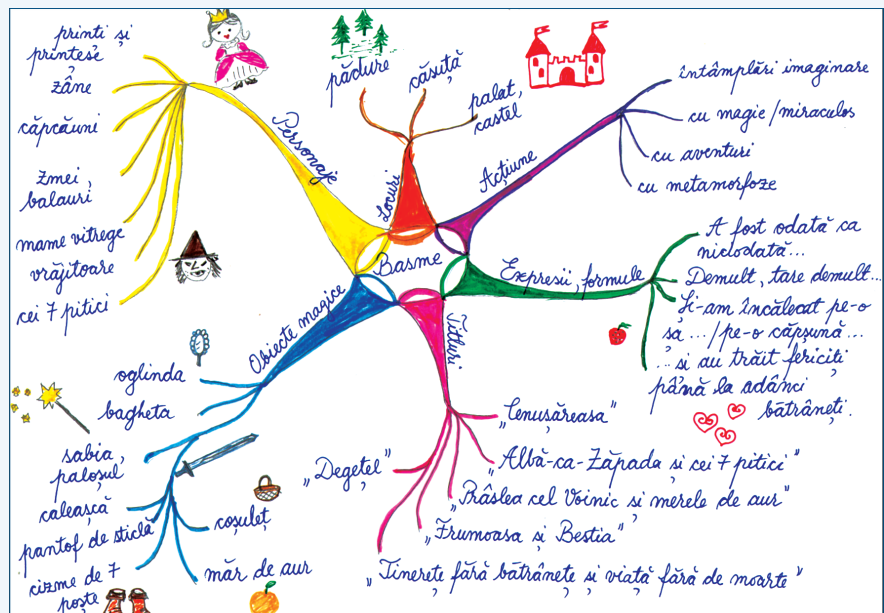 Basme
Personaje
printi și
printese
zâne
căpcăuni
zmei,
balauri
mame vitrege
vrăjitoare
cei 7 pitici
Locuri
pădure
căsuță
palat,
castel
Acțiune
întâmplări imaginare
cu magie/miraculos
cu aventuri
cu metamorfoze
Expresii, formule
A fost odată ca
niciodată...
Demult, tare demult...
Și-am încălecat pe-o
șa.../pe-o căpșună...
...și au trăit fericiți
până la adânci
bătrâneți.
Titluri
„Cenușăreasa”
„Albă-ca-Zăpada și cei 7 pitici”
„Prâslea cel Voinic și merele de aur”
„Frumoasa și Bestia”
„Tinerețe fără bătrânețe și viață fără de moarte”
„Degețel”
Obiecte magice
oglinda
bagheta
sabia,
paloșul
caleașcă
pantof de sticlă
cizme de 7
poște
măr de aur
coșuleț